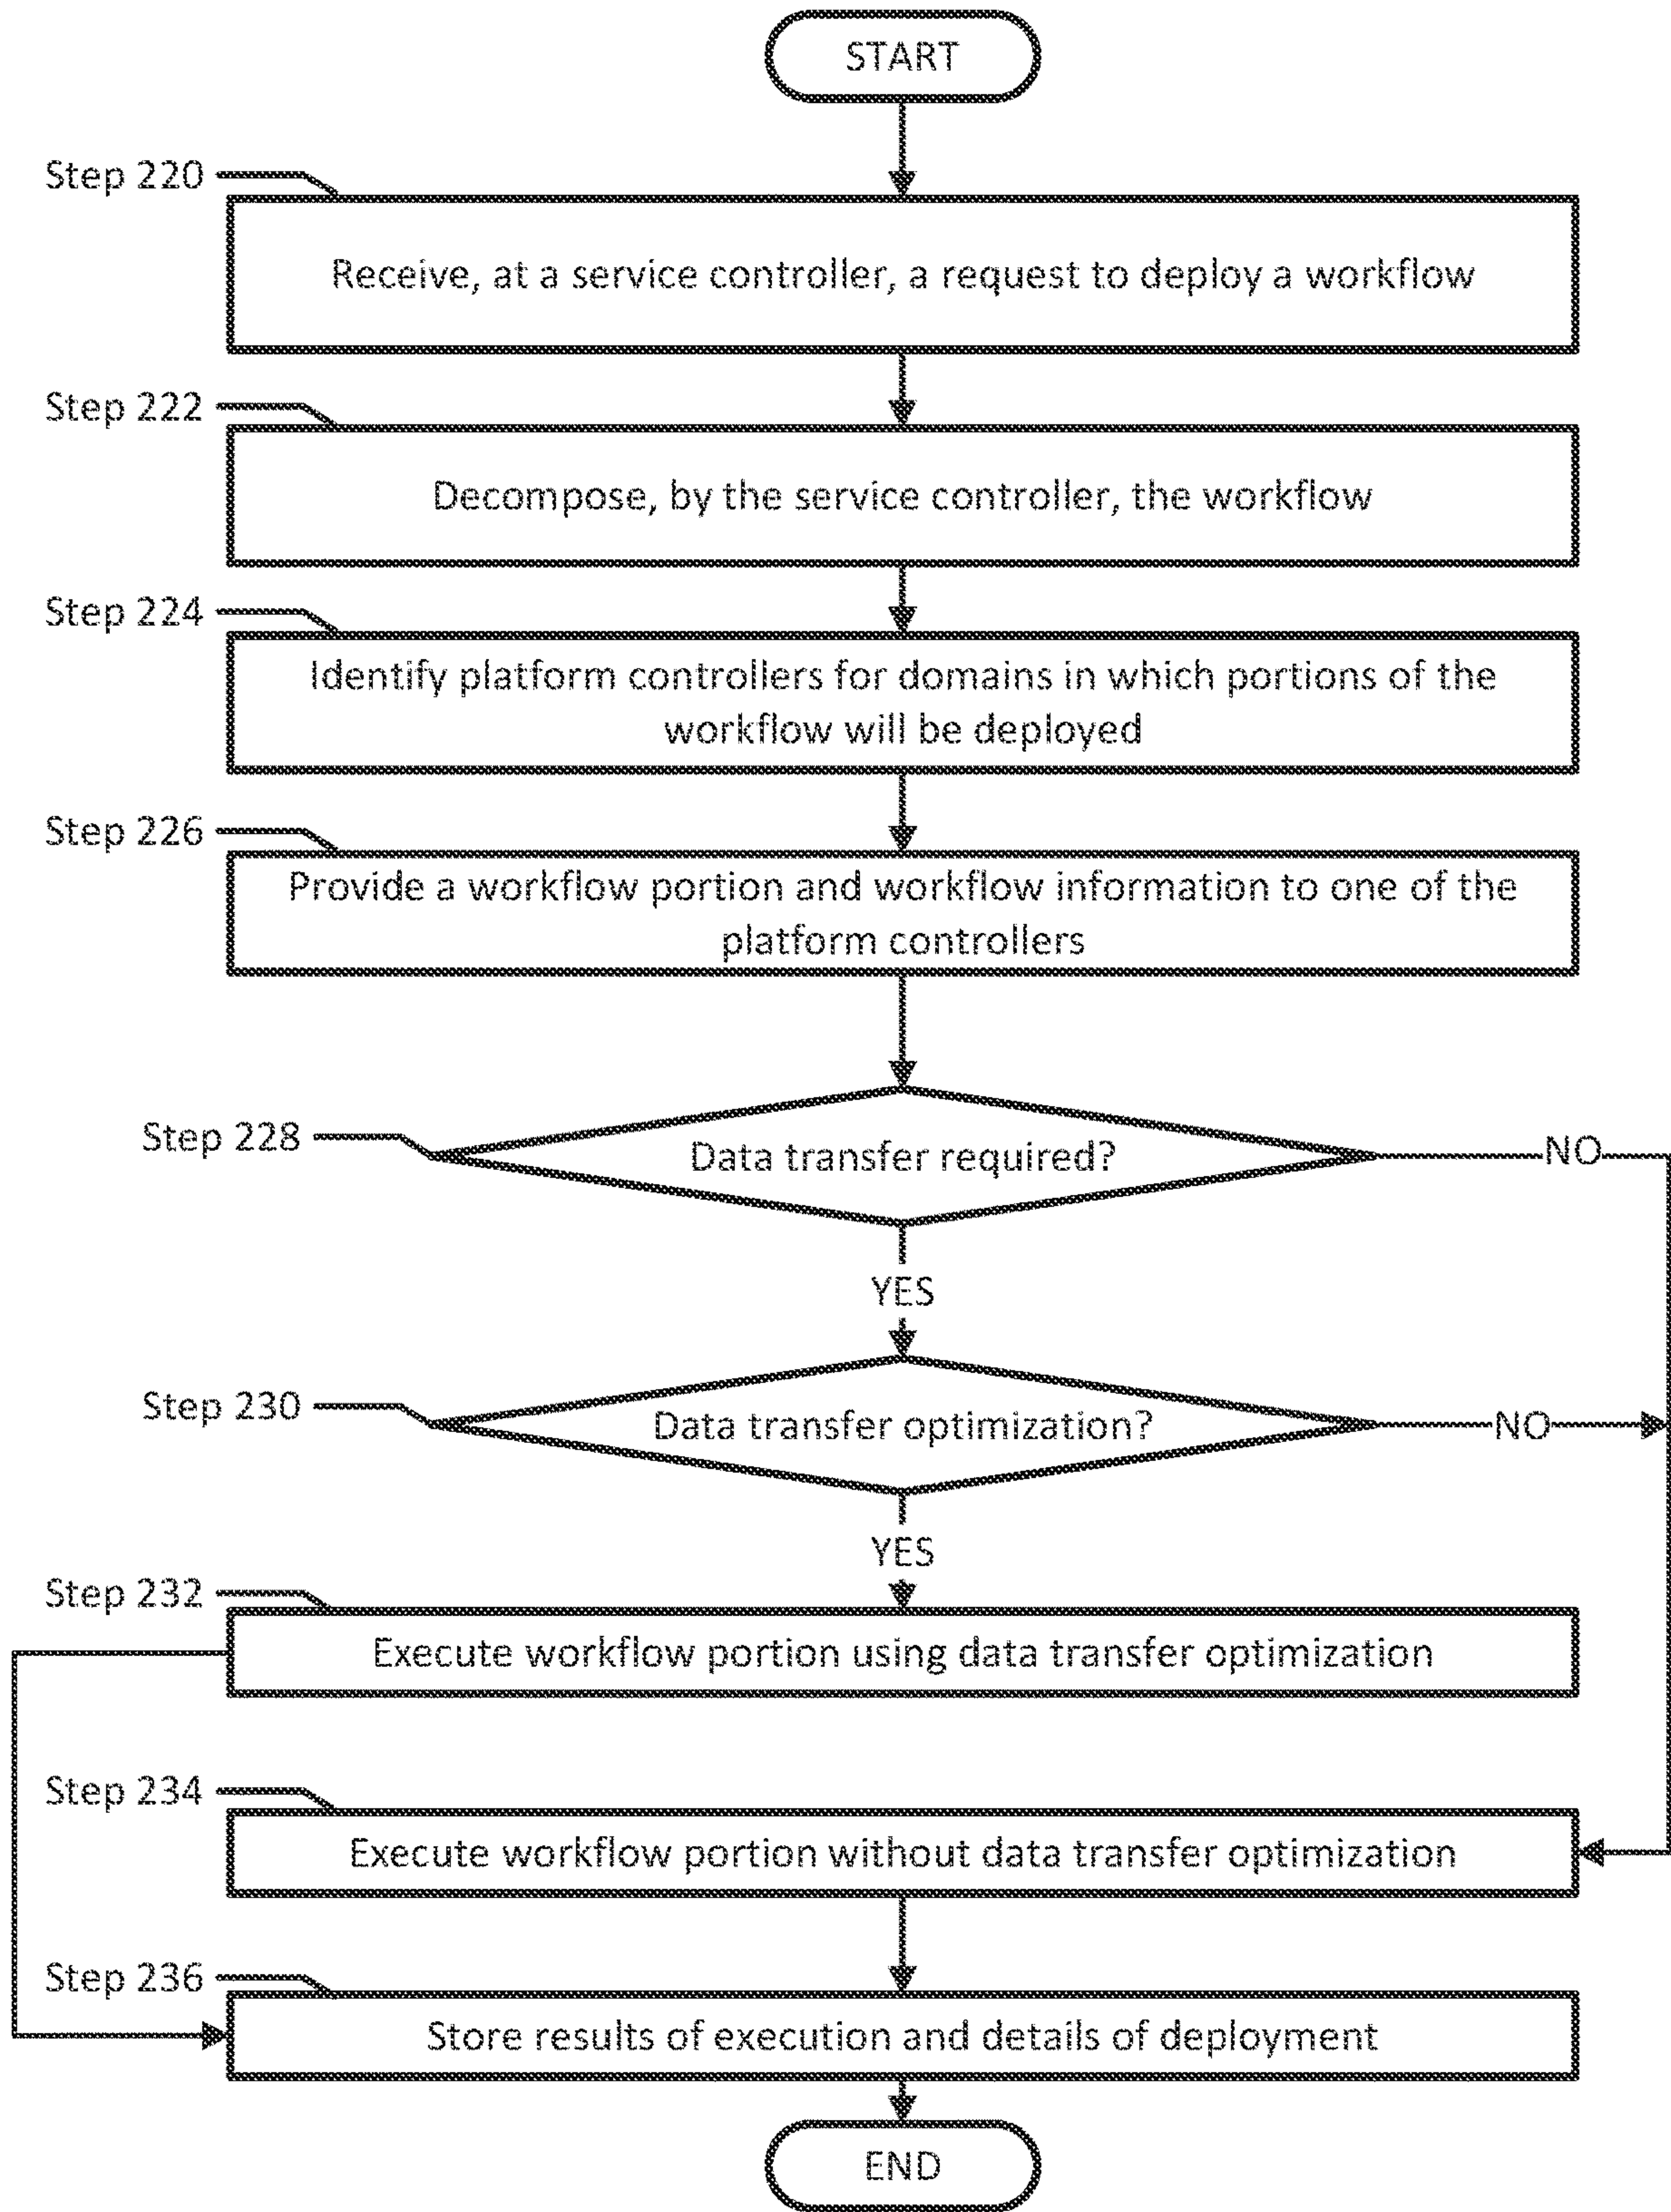 START
Step 220
Receive, at a service controller, a request to deploy a workflow
Step 222
Decompose, by the service controller, the workflow
Step 224
Identify platform controllers for domains in which portions of the
workflow will be deployed
Step 226
Provide a workflow portion and workflow information to one of the
platform controllers
Step 228
Data transfer required?
NO
YES
Step 230
Data transfer optimization?
NO
YES
Step 232
Execute workflow portion using data transfer optimization
Step 234
Execute workflow portion without data transfer optimization
Step 236
Store results of execution and details of deployment
END